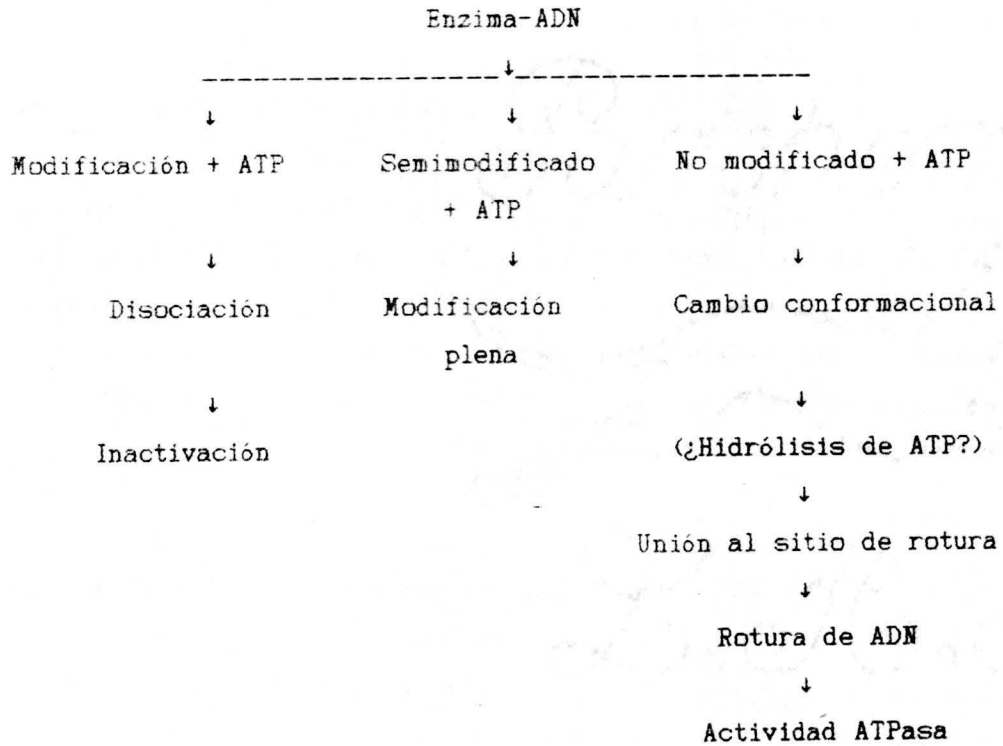 Enzima-ADN
↓
↓ ↓ ↓
Modificación + ATP Semimodificado No modificado + ATP
+ ATP
↓ ↓ ↓
Disociación Modificación Cambio conformacional
plena
↓ ↓
Inactivación (¿Hidrólisis de ATP?)
↓
Unión al sitio de rotura
↓
Rotura de ADN
↓
Actividad ATPasa